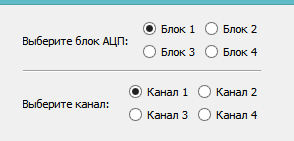 Блок 1 Блок 2
Выберите блок АЦП:
Блок 3 Блок 4
Канал 1 Канал 2
Выберите канал:
Канал 3 Канал 4